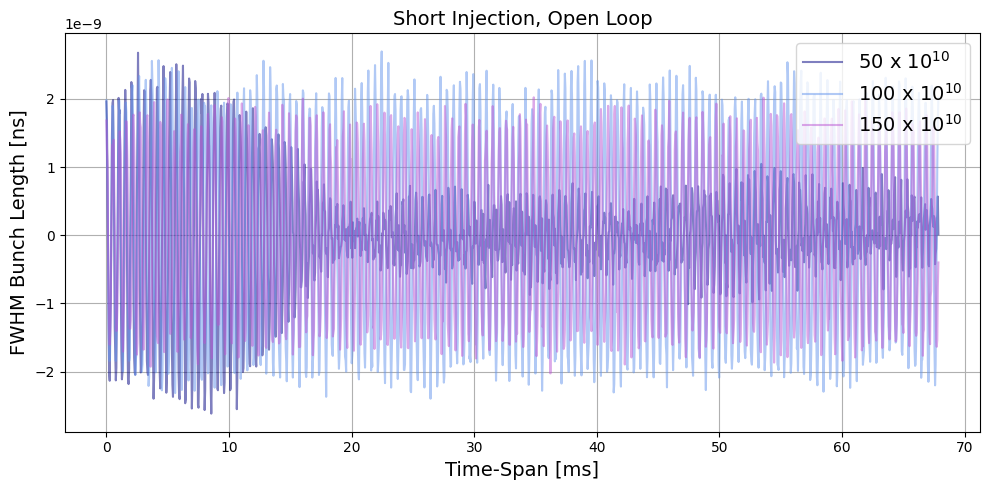 Short Injection, Open Loop
1e−9
FWHM Bunch Length [ns]
2
1
0
−1
−2
50 x 10¹⁰
100 x 10¹⁰
150 x 10¹⁰
0 10 20 30 40 50 60 70
Time-Span [ms]